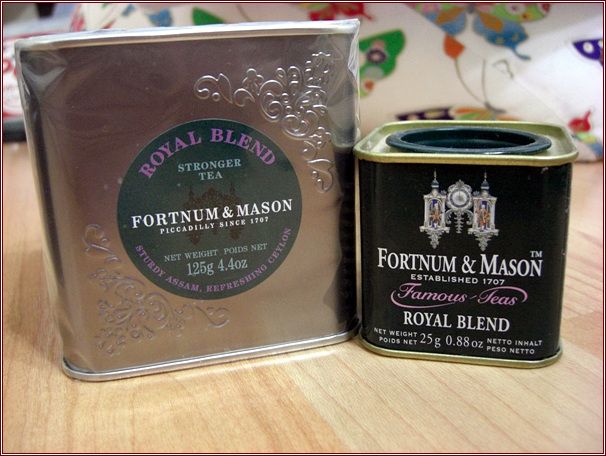 ROYAL BLEND
STRONGER
TEA
FORTNUM & MASON
PICCADILLY SINCE 1707
NET WEIGHT POIDS NET
125g 4.4oz
STURDY ASSAM, REFRESHING CEYLON
FORTNUM & MASON™
ESTABLISHED 1707
Famous Teas
ROYAL BLEND
NET WEIGHT POIDS NET 25g 0.88oz NETTO INHALT PESO NETTO